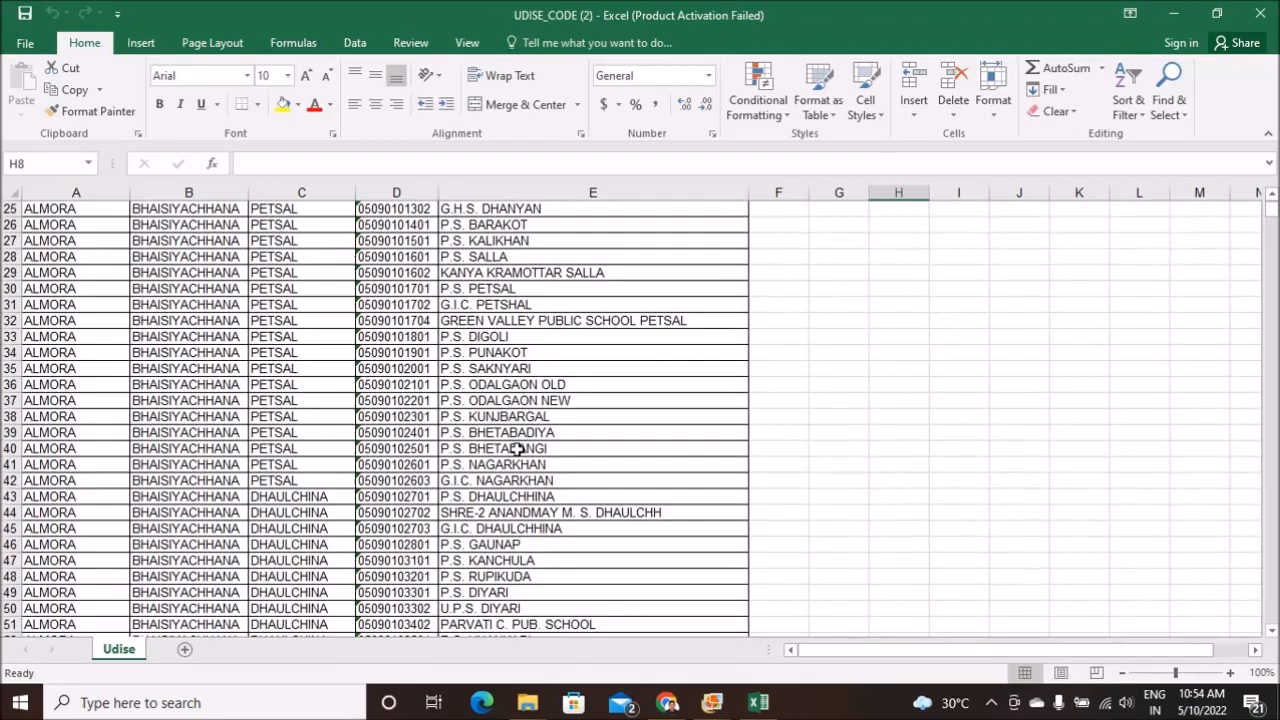 UDISE_CODE (2) - Excel (Product Activation Failed)
File Home Insert Page Layout Formulas Data Review View Tell me what you want to do... Sign in Share
Cut
Copy
Format Painter
Paste
Clipboard
Arial 10
A A
B I U A
Font
Wrap Text
Merge & Center
Alignment
General
$ % ,
Number
Conditional Formatting
Format as Table
Cell Styles
Styles
Insert
Delete
Format
Cells
AutoSum
Fill
Clear
Sort & Filter
Find & Select
Editing
H8 fx
A B C D E F G H I J K L M N
25 ALMORA BHAISIYACHHANA PETSAL 05090101302 G.H.S. DHANYAN
26 ALMORA BHAISIYACHHANA PETSAL 05090101401 P.S. BARAKOT
27 ALMORA BHAISIYACHHANA PETSAL 05090101501 P.S. KALIKHAN
28 ALMORA BHAISIYACHHANA PETSAL 05090101601 P.S. SALLA
29 ALMORA BHAISIYACHHANA PETSAL 05090101602 KANYA KRAMOTTAR SALLA
30 ALMORA BHAISIYACHHANA PETSAL 05090101701 P.S. PETSAL
31 ALMORA BHAISIYACHHANA PETSAL 05090101702 G.I.C. PETSHAL
32 ALMORA BHAISIYACHHANA PETSAL 05090101704 GREEN VALLEY PUBLIC SCHOOL PETSAL
33 ALMORA BHAISIYACHHANA PETSAL 05090101801 P.S. DIGOLI
34 ALMORA BHAISIYACHHANA PETSAL 05090101901 P.S. PUNAKOT
35 ALMORA BHAISIYACHHANA PETSAL 05090102001 P.S. SAKNYARI
36 ALMORA BHAISIYACHHANA PETSAL 05090102101 P.S. ODALGAON OLD
37 ALMORA BHAISIYACHHANA PETSAL 05090102201 P.S. ODALGAON NEW
38 ALMORA BHAISIYACHHANA PETSAL 05090102301 P.S. KUNJBARGAL
39 ALMORA BHAISIYACHHANA PETSAL 05090102401 P.S. BHETABADIYA
40 ALMORA BHAISIYACHHANA PETSAL 05090102501 P.S.
41 ALMORA BHAISIYACHHANA PETSAL 05090102601 P.S. NAGARKHAN
42 ALMORA BHAISIYACHHANA PETSAL 05090102603 G.I.C. NAGARKHAN
43 ALMORA BHAISIYACHHANA DHAULCHINA 05090102701 P.S. DHAULCHHINA
44 ALMORA BHAISIYACHHANA DHAULCHINA 05090102702 SHRE-2 ANANDMAY M. S. DHAULCHH
45 ALMORA BHAISIYACHHANA DHAULCHINA 05090102703 G.I.C. DHAULCHHINA
46 ALMORA BHAISIYACHHANA DHAULCHINA 05090102801 P.S. GAUNAP
47 ALMORA BHAISIYACHHANA DHAULCHINA 05090103101 P.S. KANCHULA
48 ALMORA BHAISIYACHHANA DHAULCHINA 05090103201 P.S. RUPIKUDA
49 ALMORA BHAISIYACHHANA DHAULCHINA 05090103301 P.S. DIYARI
50 ALMORA BHAISIYACHHANA DHAULCHINA 05090103302 U.P.S. DIYARI
51 ALMORA BHAISIYACHHANA DHAULCHINA 05090103402 PARVATI C. PUB. SCHOOL
Udise
Ready 100%
Type here to search 2 30°C ENG IN 10:54 AM 5/10/2022 21